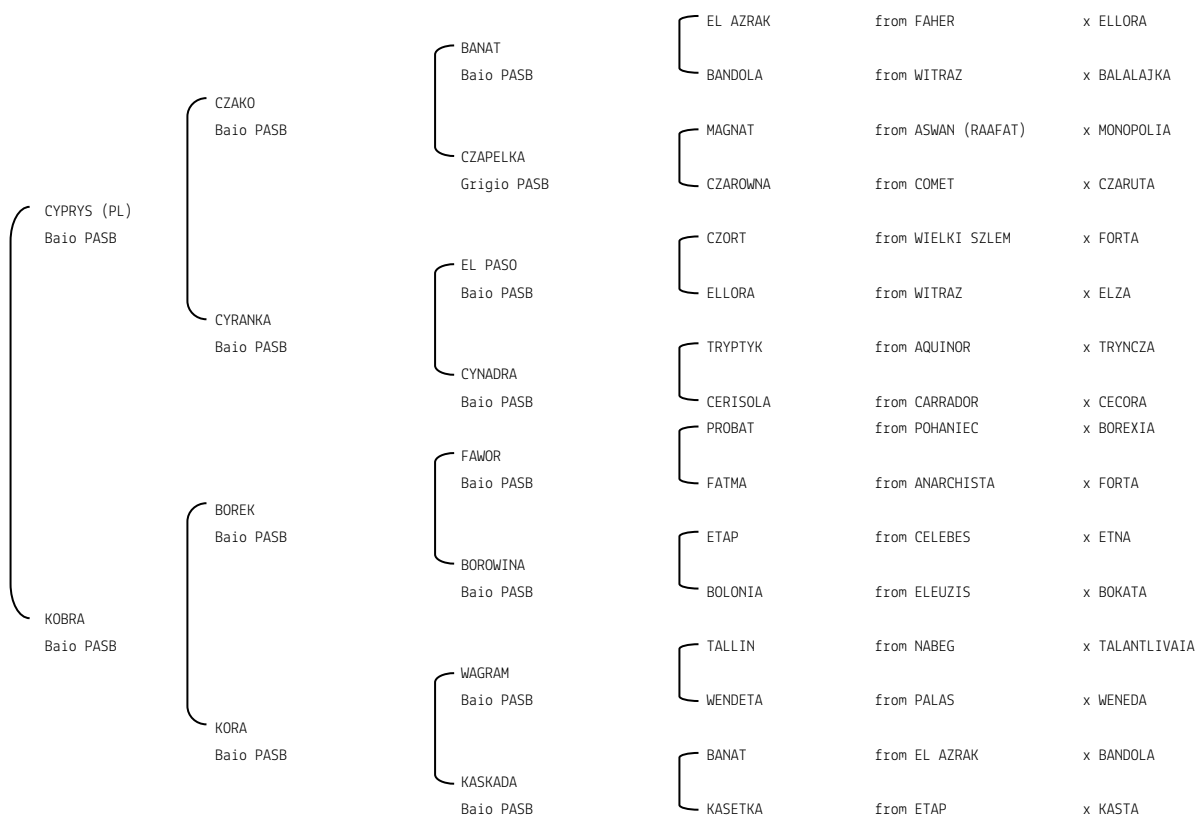 EL AZRAK from FAHER x ELLORA
BANAT
Baio PASB BANDOLA from WITRAZ x BALALAJKA
CZAKO
Baio PASB MAGNAT from ASWAN (RAAFAT) x MONOPOLIA
CZAPELKA
Grigio PASB CZAROWNA from COMET x CZARUTA
CYPRYS (PL)
Baio PASB CZORT from WIELKI SZLEM x FORTA
EL PASO
Baio PASB ELLORA from WITRAZ x ELZA
CYRANKA
Baio PASB TRYPTYK from AQUINOR x TRYNCZA
CYNADRA
Baio PASB CERISOLA from CARRADOR x CECORA
PROBAT from POHANIEC x BOREXIA
FAWOR
Baio PASB FATMA from ANARCHISTA x FORTA
BOREK
Baio PASB ETAP from CELEBES x ETNA
BOROWINA
Baio PASB BOLONIA from ELEUZIS x BOKATA
KOBRA
Baio PASB TALLIN from NABEG x TALANTLIVAIA
WAGRAM
Baio PASB WENDETA from PALAS x WENEDA
KORA
Baio PASB BANAT from EL AZRAK x BANDOLA
KASKADA
Baio PASB KASETKA from ETAP x KASTA